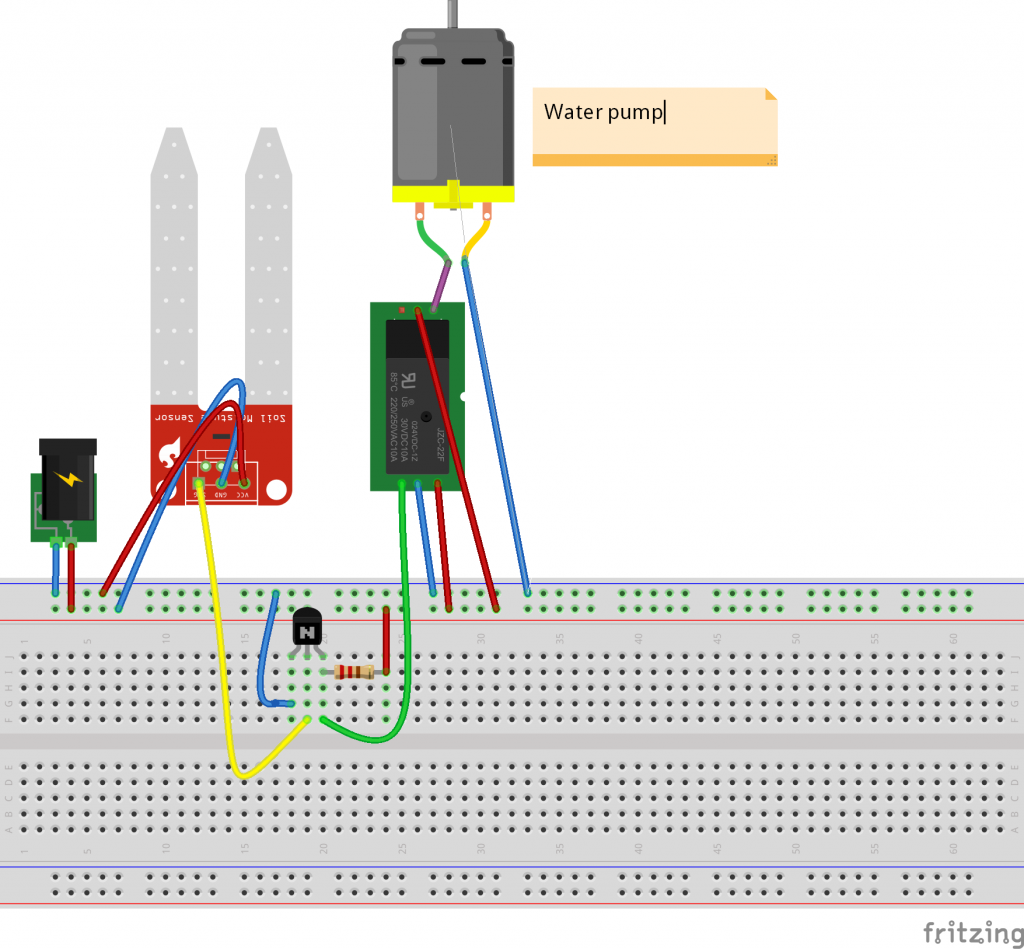 Water pump
Soil Moisture Sensor
SIG GND VCC
JZC-22F
024VDC-1Z
30VDC10A
220/250VAC10A
85°C
US
N
1 5 10 15 20 25 30 35 40 45 50 55 60
J
I
H
G
F
E
D
C
B
A
1 5 10 15 20 25 30 35 40 45 50 55 60
fritzing